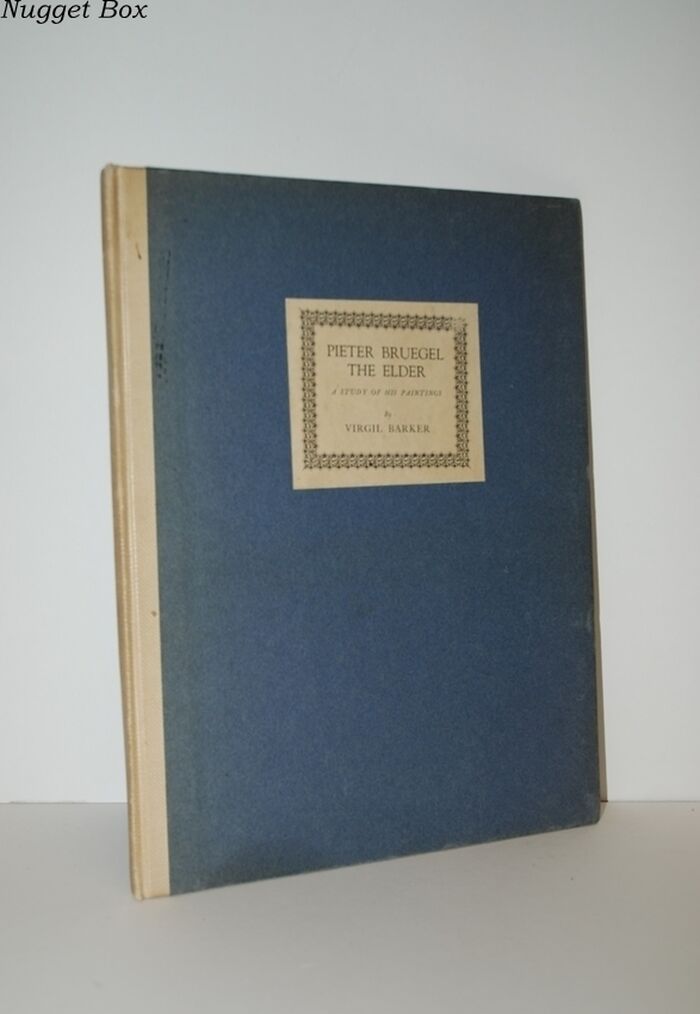 Nugget Box
PIETER BRUEGEL
THE ELDER
A STUDY OF HIS PAINTINGS
By
VIRGIL BARKER